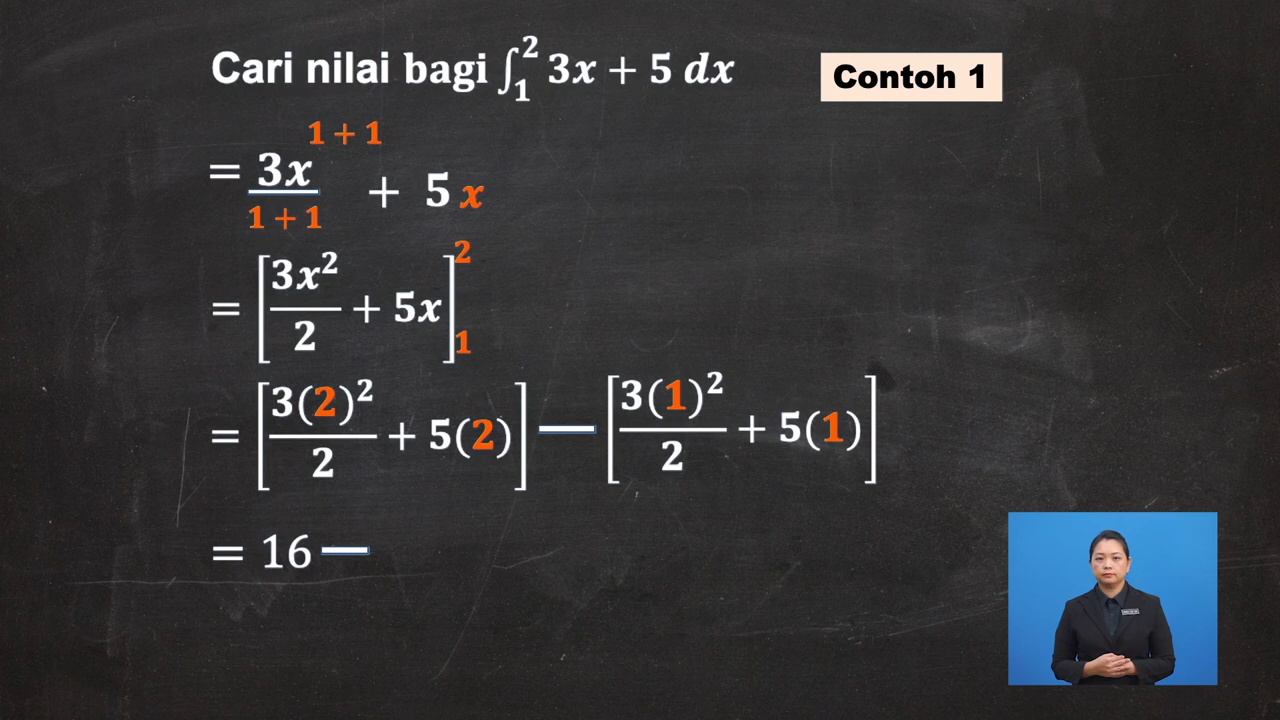 Cari nilai bagi ∫₁² 3x + 5 dx
Contoh 1
= 3x^(1 + 1) / (1 + 1) + 5x
= [3x²/2 + 5x]₁²
= [3(2)²/2 + 5(2)] − [3(1)²/2 + 5(1)]
= 16 −